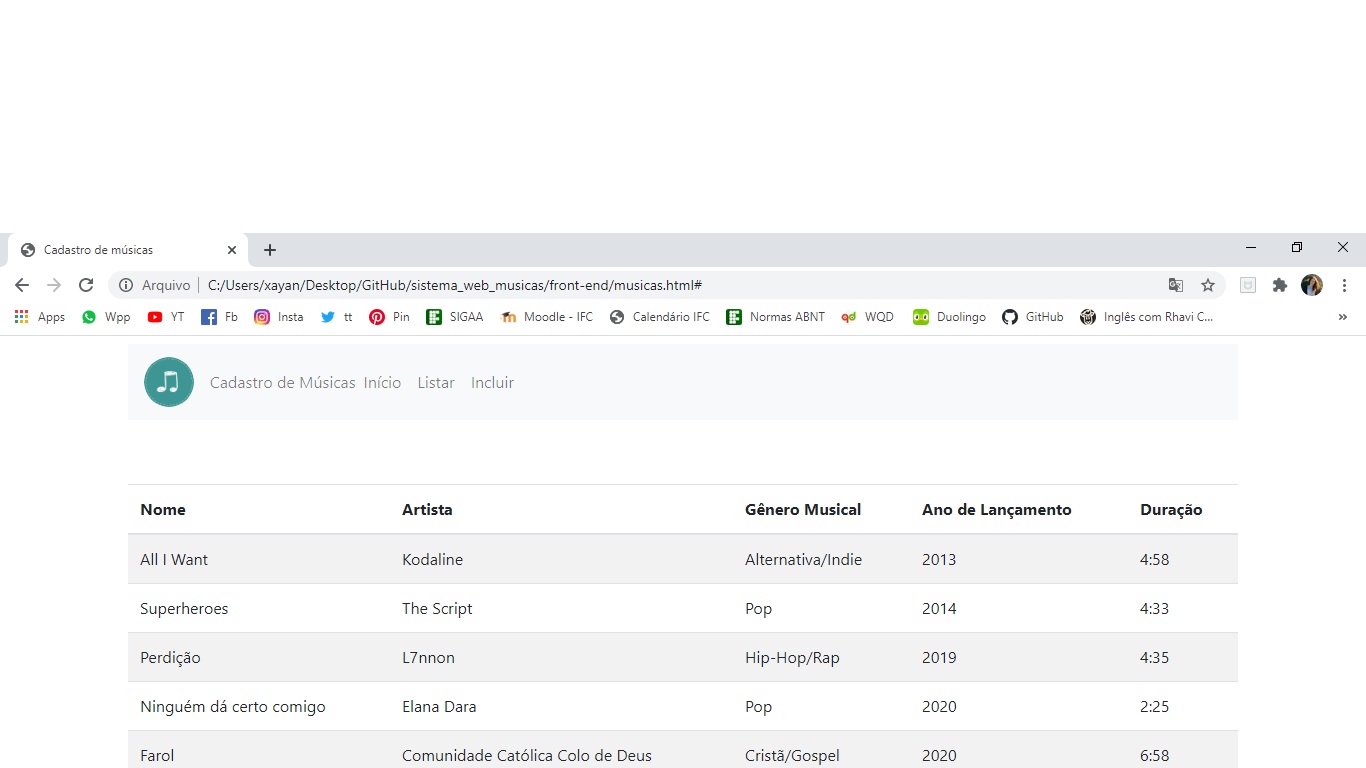 Cadastro de músicas
Arquivo C:/Users/xayan/Desktop/GitHub/sistema_web_musicas/front-end/musicas.html#
Apps Wpp YT Fb Insta tt Pin SIGAA Moodle - IFC Calendário IFC Normas ABNT WQD Duolingo GitHub Inglês com Rhavi C... »
Cadastro de Músicas Início Listar Incluir
Nome Artista Gênero Musical Ano de Lançamento Duração
All I Want Kodaline Alternativa/Indie 2013 4:58
Superheroes The Script Pop 2014 4:33
Perdição L7nnon Hip-Hop/Rap 2019 4:35
Ninguém dá certo comigo Elana Dara Pop 2020 2:25
Farol Comunidade Católica Colo de Deus Cristã/Gospel 2020 6:58